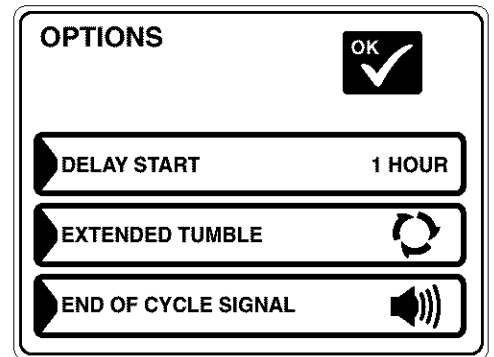 OPTIONS
OK
DELAY START 1 HOUR
EXTENDED TUMBLE
END OF CYCLE SIGNAL